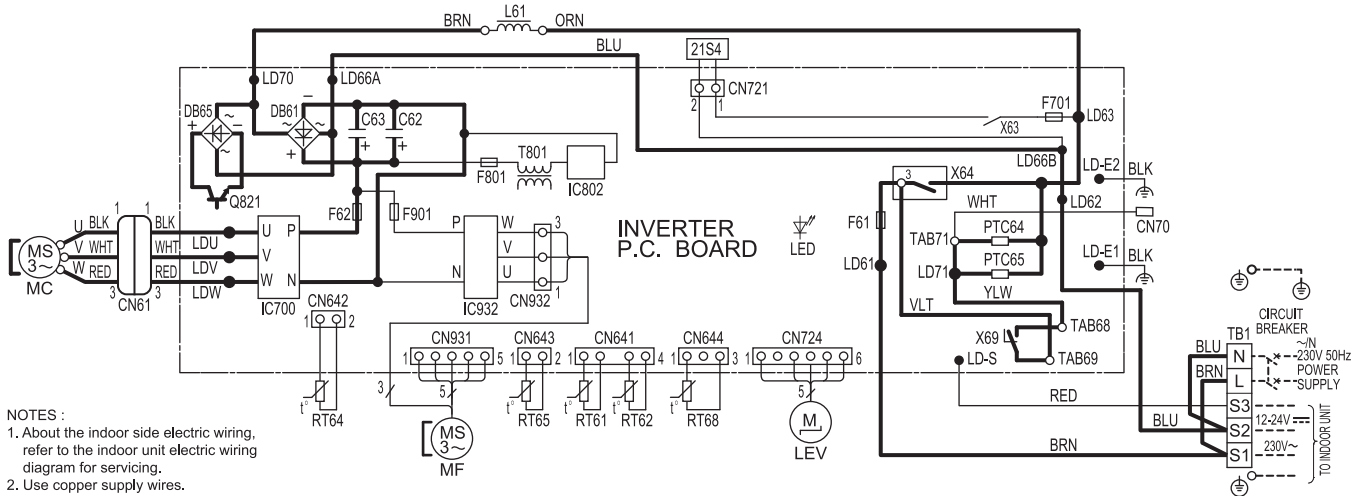 BRN L61 ORN
BLU
21S4
LD70 LD66A
CN721
2 1
DB65 ~ DB61 ~ C63 C62
F701
X63 LD63
+ - - + ~ ~ + +
T801
F801 IC802
LD66B
Q821
3 X64
LD-E2 BLK
LD62
F62 F901
WHT
CN70
F61
TAB71 PTC64
LD61 LD71 PTC65
LD-E1 BLK
YLW
VLT
INVERTER
P.C. BOARD
LED
1 1
U BLK BLK LDU U P
V WHT WHT LDV V
W RED RED LDW W N
3 3
MS
3~
MC
CN61
IC700
P W 3
V
N U 1
IC932 CN932
CN642
1 2
X69 TAB68
TAB69
LD-S
CN931 CN643 CN641 CN644 CN724
1 5 1 2 1 4 1 3 1 6
3 5 5
t° RT64
t° RT65
t° RT61
t° RT62
t° RT68
MS
3~
MF
M
LEV
RED
BLU
BRN
CIRCUIT
BREAKER
TB1
~/N
230V 50Hz
POWER
SUPPLY
BLU N
BRN L
S3
12-24V
S2
230V~
S1
TO INDOOR UNIT
NOTES :
1. About the indoor side electric wiring,
refer to the indoor unit electric wiring
diagram for servicing.
2. Use copper supply wires.